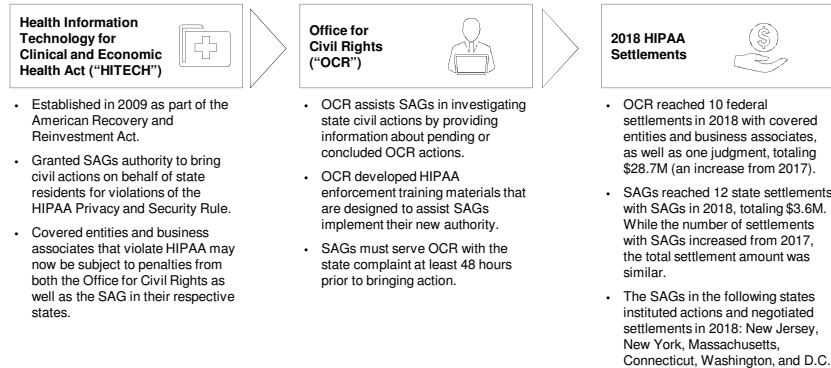 Health Information
Technology for
Clinical and Economic
Health Act (“HITECH”)
• Established in 2009 as part of the
American Recovery and
Reinvestment Act.
• Granted SAGs authority to bring
civil actions on behalf of state
residents for violations of the
HIPAA Privacy and Security Rule.
• Covered entities and business
associates that violate HIPAA may
now be subject to penalties from
both the Office for Civil Rights as
well as the SAG in their respective
states.
Office for
Civil Rights
(“OCR”)
• OCR assists SAGs in investigating
state civil actions by providing
information about pending or
concluded OCR actions.
• OCR developed HIPAA
enforcement training materials that
are designed to assist SAGs
implement their new authority.
• SAGs must serve OCR with the
state complaint at least 48 hours
prior to bringing action.
2018 HIPAA
Settlements
$
• OCR reached 10 federal
settlements in 2018 with covered
entities and business associates,
as well as one judgment, totaling
$28.7M (an increase from 2017).
• SAGs reached 12 state settlements
with SAGs in 2018, totaling $3.6M.
While the number of settlements
with SAGs increased from 2017,
the total settlement amount was
similar.
• The SAGs in the following states
instituted actions and negotiated
settlements in 2018: New Jersey,
New York, Massachusetts,
Connecticut, Washington, and D.C.